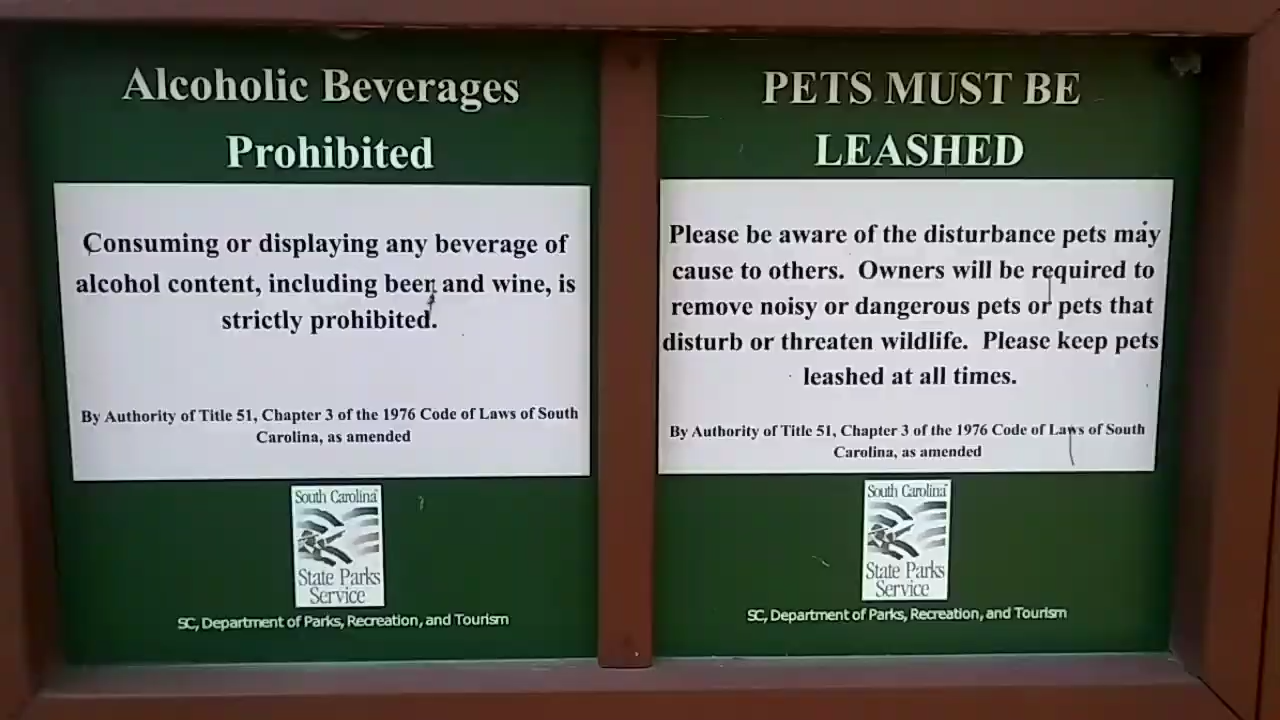 Alcoholic Beverages
Prohibited
Consuming or displaying any beverage of
alcohol content, including beer and wine, is
strictly prohibited.
By Authority of Title 51, Chapter 3 of the 1976 Code of Laws of South
Carolina, as amended
South Carolina
State Parks
Service
SC, Department of Parks, Recreation, and Tourism
PETS MUST BE
LEASHED
Please be aware of the disturbance pets may
cause to others. Owners will be required to
remove noisy or dangerous pets or pets that
disturb or threaten wildlife. Please keep pets
leashed at all times.
By Authority of Title 51, Chapter 3 of the 1976 Code of Laws of South
Carolina, as amended
South Carolina
State Parks
Service
SC, Department of Parks, Recreation, and Tourism